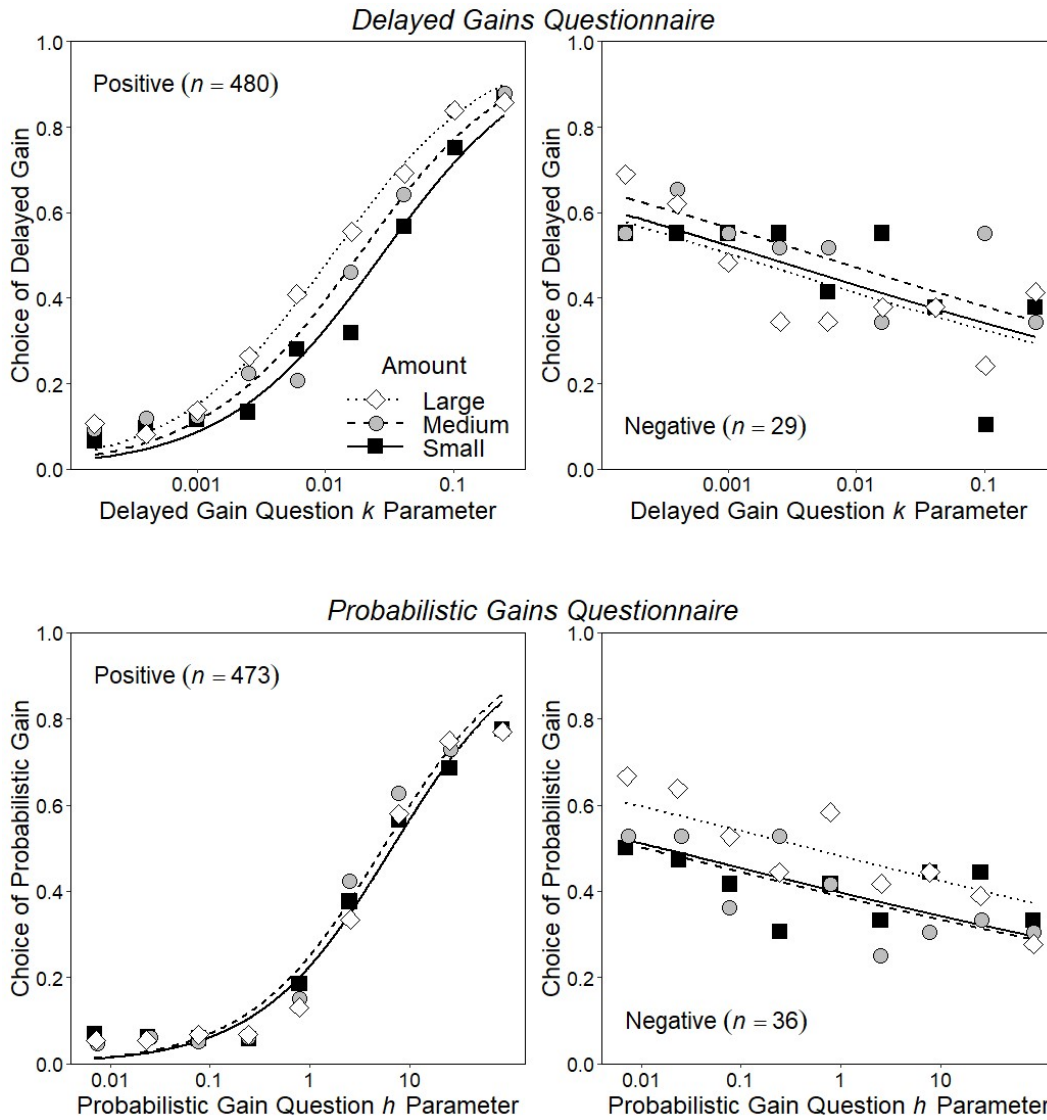 Delayed Gains Questionnaire
Choice of Delayed Gain
1.0
0.8
0.6
0.4
0.2
0.0
Positive (n = 480)
Amount
Large
Medium
Small
0.001 0.01 0.1
Delayed Gain Question k Parameter
Choice of Delayed Gain
1.0
0.8
0.6
0.4
0.2
0.0
Negative (n = 29)
0.001 0.01 0.1
Delayed Gain Question k Parameter
Probabilistic Gains Questionnaire
Choice of Probabilistic Gain
1.0
0.8
0.6
0.4
0.2
0.0
Positive (n = 473)
0.01 0.1 1 10
Probabilistic Gain Question h Parameter
Choice of Probabilistic Gain
1.0
0.8
0.6
0.4
0.2
0.0
Negative (n = 36)
0.01 0.1 1 10
Probabilistic Gain Question h Parameter